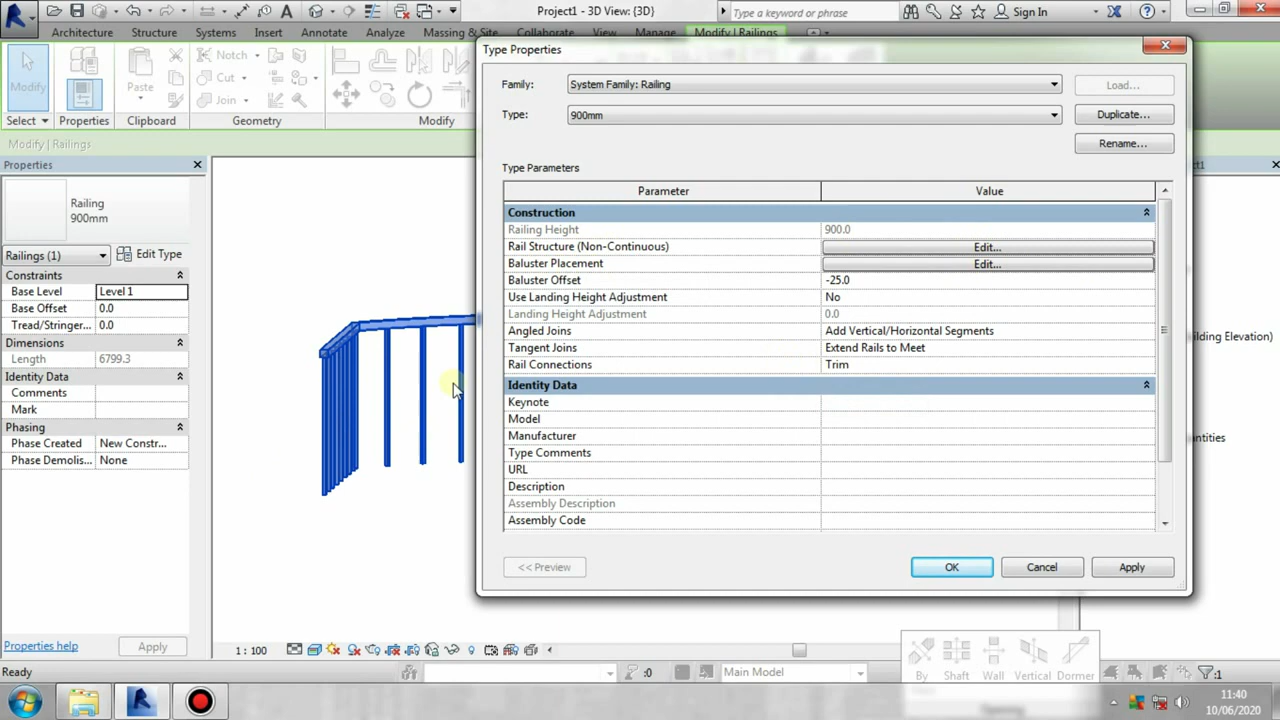 Project1 - 3D View: {3D}
Type a keyword or phrase
Sign In
Architecture Structure Systems Insert Annotate Analyze Massing & Site Collaborate View Manage Modify | Railings
Modify
Paste
Notch
Cut
Join
Select Properties Clipboard Geometry Modify
Modify | Railings
Properties
Railing
900mm
Railings (1)
Edit Type
Constraints
Base Level Level 1
Base Offset 0.0
Tread/Stringer... 0.0
Dimensions
Length 6799.3
Identity Data
Comments
Mark
Phasing
Phase Created New Constr...
Phase Demolis... None
Properties help
Apply
Type Properties
Family: System Family: Railing Load...
Type: 900mm Duplicate...
Rename...
Type Parameters
Parameter Value
Construction
Railing Height 900.0
Rail Structure (Non-Continuous) Edit...
Baluster Placement Edit...
Baluster Offset -25.0
Use Landing Height Adjustment No
Landing Height Adjustment 0.0
Angled Joins Add Vertical/Horizontal Segments
Tangent Joins Extend Rails to Meet
Rail Connections Trim
Identity Data
Keynote
Model
Manufacturer
Type Comments
URL
Description
Assembly Description
Assembly Code
<< Preview OK Cancel Apply
ilding Elevation)
antities
1 : 100
By Shaft Wall Vertical Dormer
Opening
Ready
:0
Main Model
:1
11:40
10/06/2020